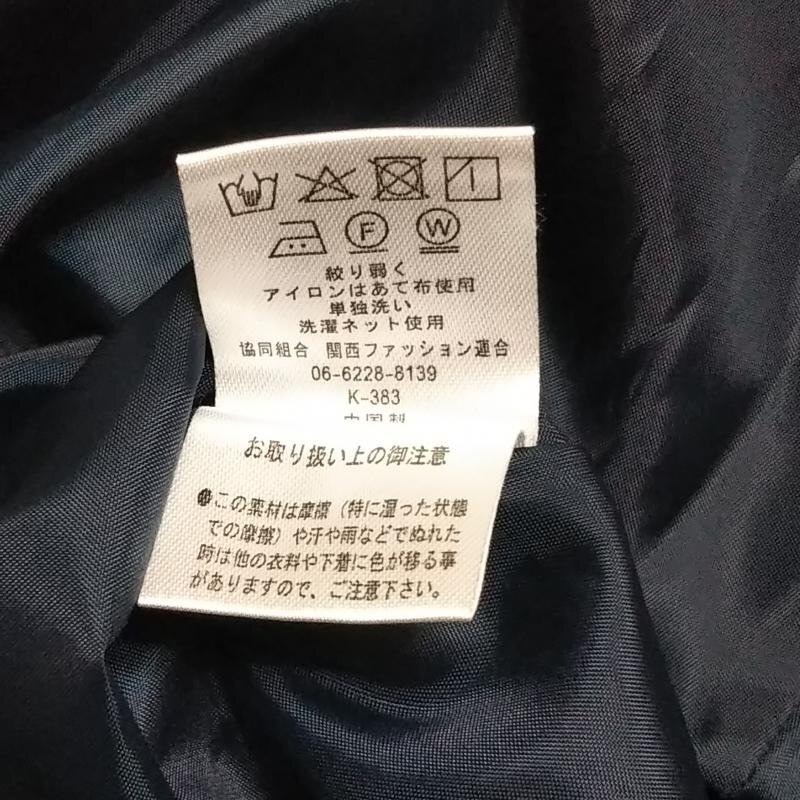 F W
絞り弱く
アイロンはあて布使用
単独洗い
洗濯ネット使用
協同組合 関西ファッション連合
06-6228-8139
K-383
中国製
お取り扱い上の御注意
●この素材は摩擦（特に湿った状態
での摩擦）や汗や雨などでぬれた
時は他の衣料や下着に色が移る事
がありますので、ご注意下さい。